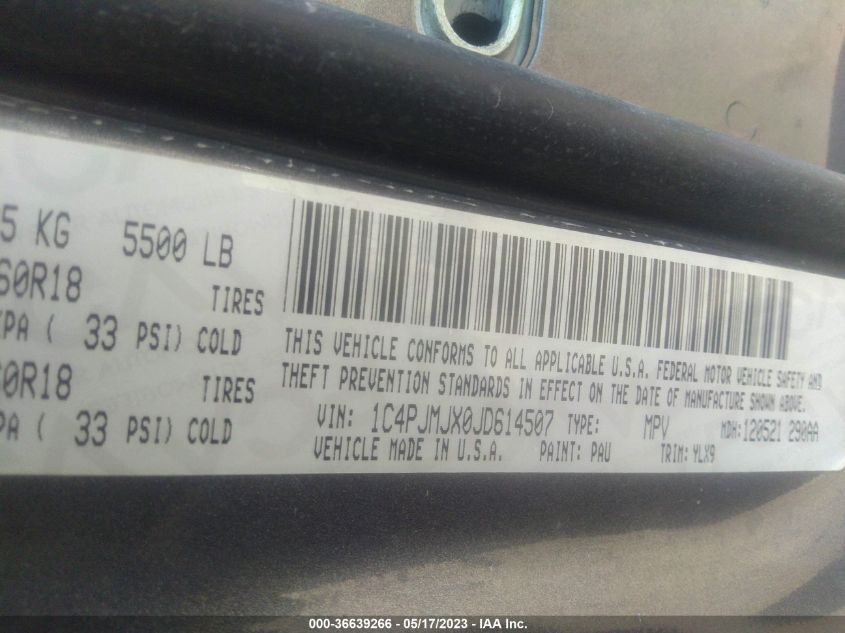 5 KG 5500 LB
60R18 TIRES
KPA ( 33 PSI) COLD
60R18 TIRES
PA ( 33 PSI) COLD
THIS VEHICLE CONFORMS TO ALL APPLICABLE U.S.A. FEDERAL MOTOR VEHICLE SAFETY AND
THEFT PREVENTION STANDARDS IN EFFECT ON THE DATE OF MANUFACTURE SHOWN ABOVE.
VIN: 1C4PJMJX0JD614507 TYPE: MPV MDH: 120521 290AA
VEHICLE MADE IN U.S.A. PAINT: PAU TRIM: YLX9
000-36639266 - 05/17/2023 - IAA Inc.